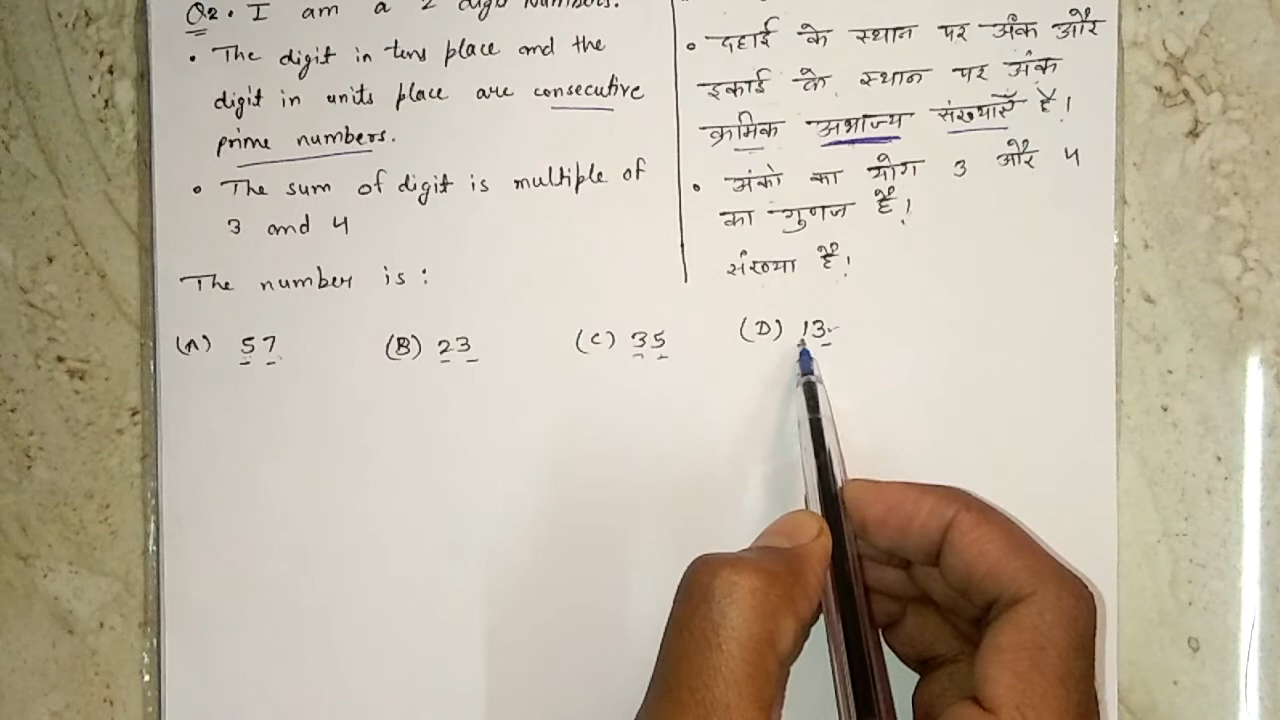 Q2. I am a 2 digit numbers.
• The digit in tens place and the
digit in units place are consecutive
prime numbers.
• The sum of digit is multiple of
3 and 4
The number is :
• दहाई के स्थान पर अंक और
इकाई के स्थान पर अंक
क्रमिक अभाज्य संख्याएँ है।
• अंको का योग 3 और 4
का गुणज है।
संख्या है।
(A) 57 (B) 23 (C) 35 (D) 13